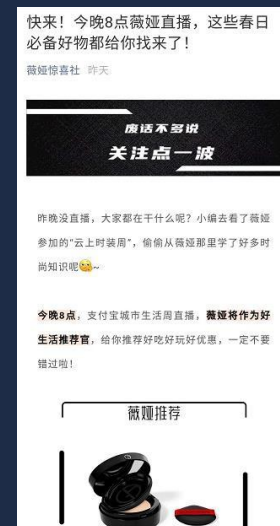 快来！今晚8点薇娅直播，这些春日
必备好物都给你找来了！
薇娅惊喜社 昨天
废话不多说
关注点一波
昨晚没直播，大家都在干什么呢？小编去看了薇娅
参加的“云上时装周”，偷偷从薇娅那里学了好多时
尚知识呢~
今晚8点，支付宝城市生活周直播，薇娅将作为好
生活推荐官，给你推荐好吃好玩好优惠，一定不要
错过啦！
薇娅推荐